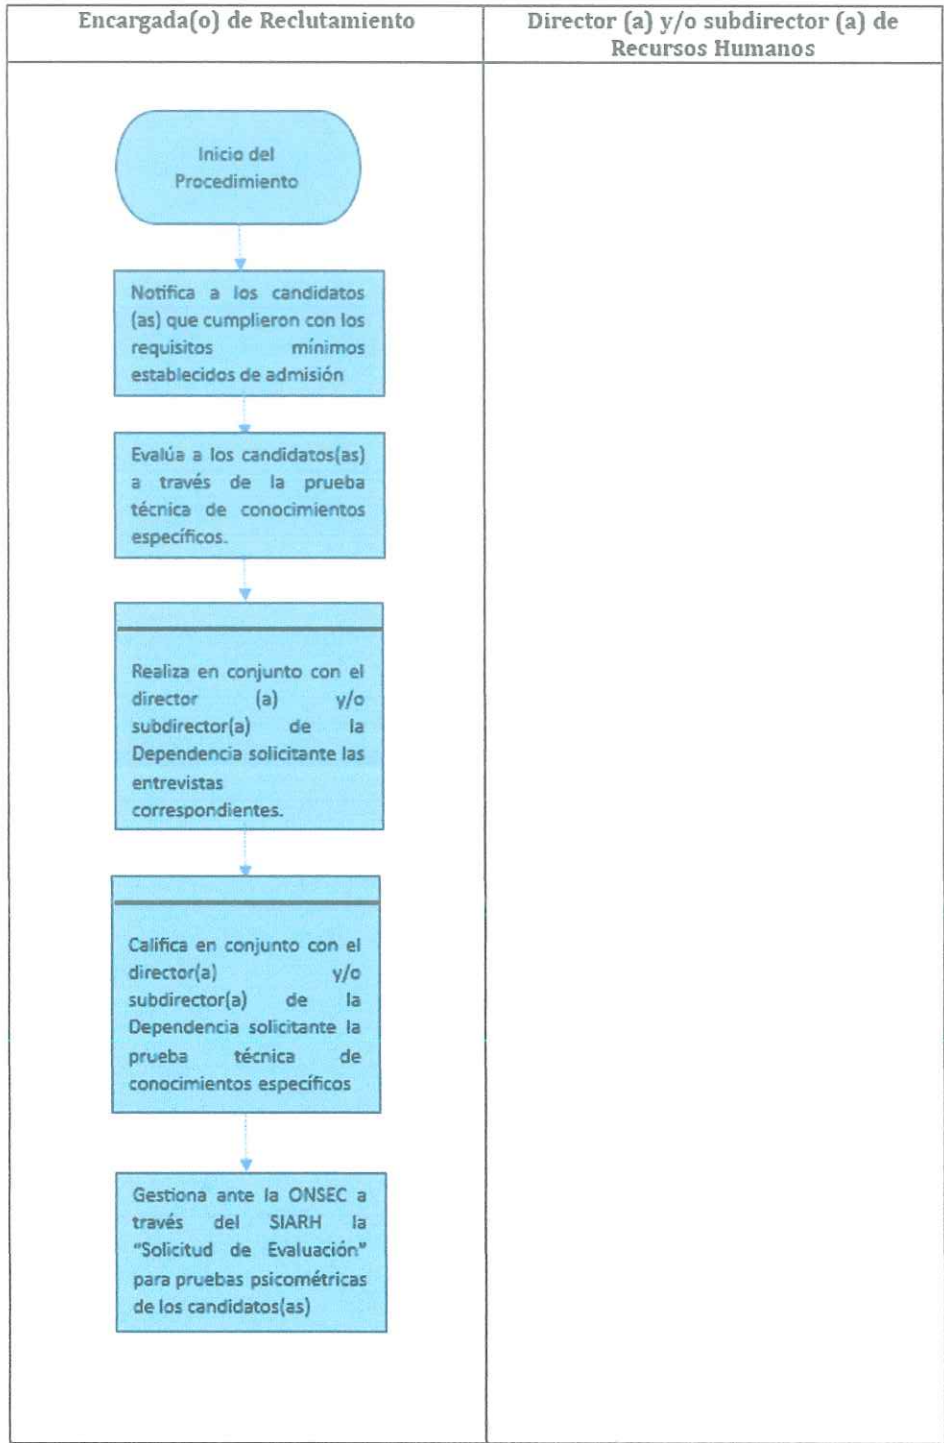 Encargada(o) de Reclutamiento
Director (a) y/o subdirector (a) de
Recursos Humanos
Inicio del
Procedimiento
Notifica a los candidatos
(as) que cumplieron con los
requisitos mínimos
establecidos de admisión
Evalúa a los candidatos(as)
a través de la prueba
técnica de conocimientos
específicos.
Realiza en conjunto con el
director (a) y/o
subdirector(a) de la
Dependencia solicitante las
entrevistas
correspondientes.
Califica en conjunto con el
director(a) y/o
subdirector(a) de la
Dependencia solicitante la
prueba técnica de
conocimientos específicos
Gestiona ante la ONSEC a
través del SIARH la
“Solicitud de Evaluación”
para pruebas psicométricas
de los candidatos(as)